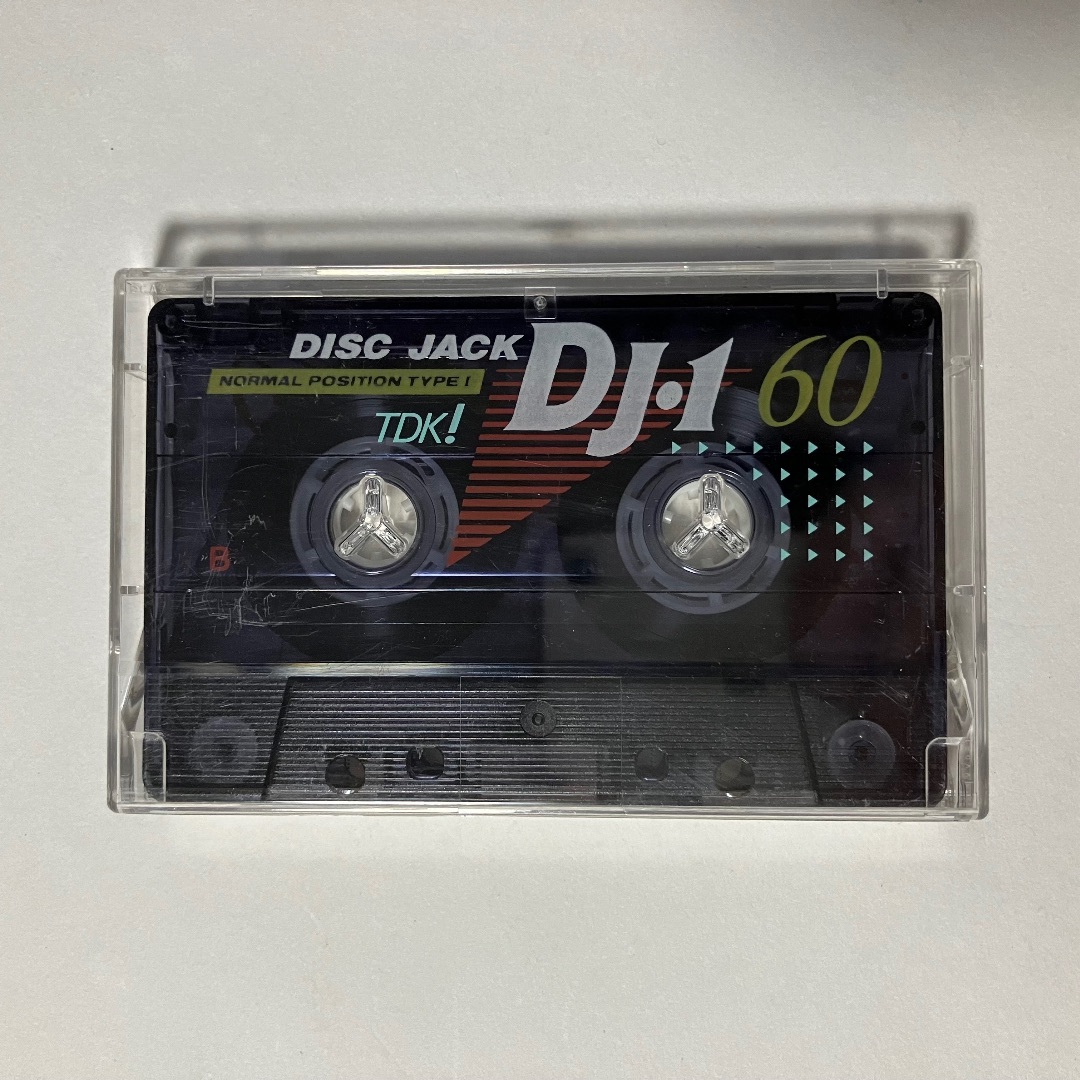 DISC JACK DJ·1 60
NORMAL POSITION TYPE I
TDK!
B